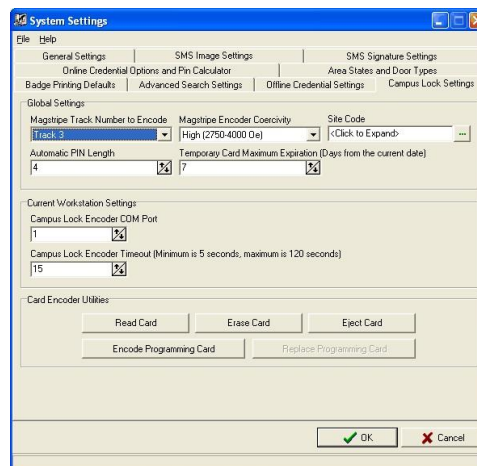 System Settings
File Help
General Settings SMS Image Settings SMS Signature Settings
Online Credential Options and Pin Calculator Area States and Door Types
Badge Printing Defaults Advanced Search Settings Offline Credential Settings Campus Lock Settings
Global Settings
Magstripe Track Number to Encode Magstripe Encoder Coercivity Site Code
Track 3 High (2750-4000 Oe) <Click to Expand> ...
Automatic PIN Length Temporary Card Maximum Expiration (Days from the current date)
4 7
Current Workstation Settings
Campus Lock Encoder COM Port
1
Campus Lock Encoder Timeout (Minimum is 5 seconds, maximum is 120 seconds)
15
Card Encoder Utilities
Read Card Erase Card Eject Card
Encode Programming Card Replace Programming Card
OK Cancel